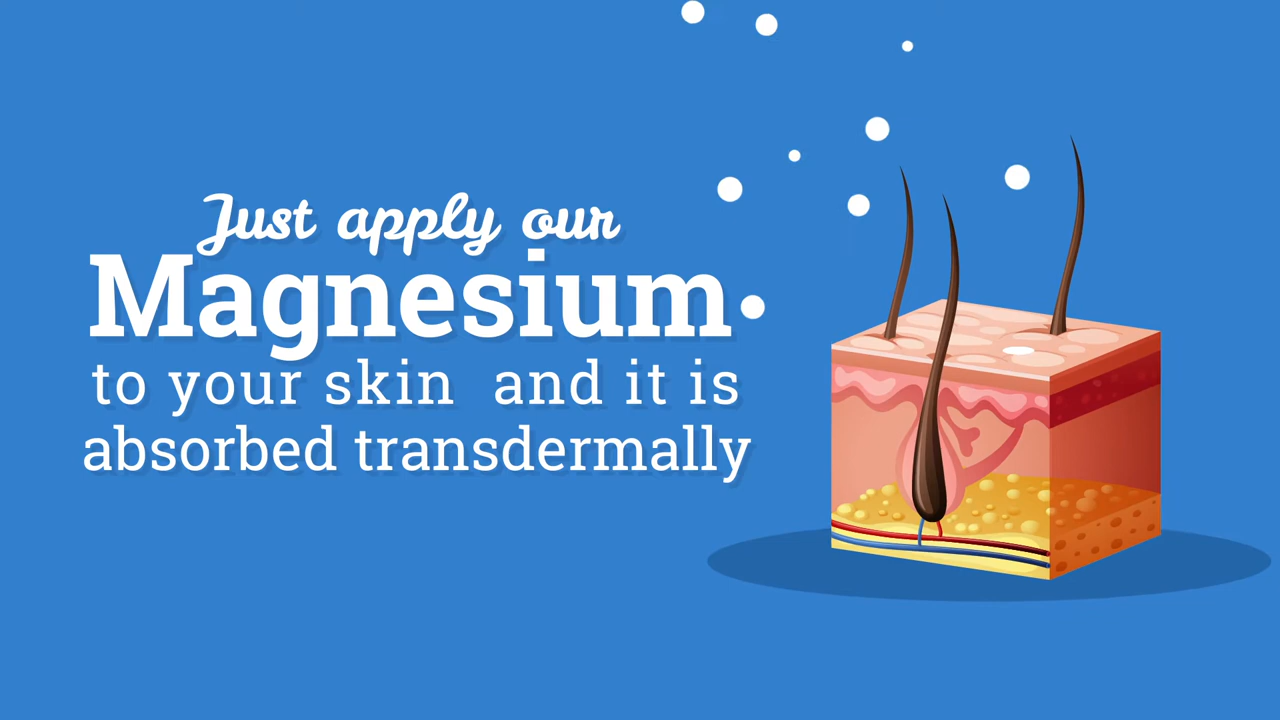 Just apply our
Magnesium
to your skin and it is
absorbed transdermally